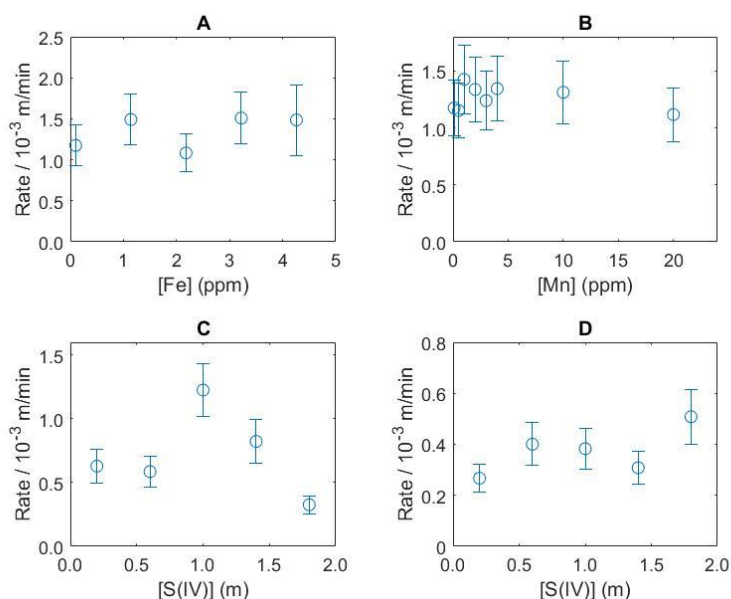 A
2.5
2.0
1.5
1.0
0.5
0.0
Rate / 10⁻³ m/min
0 1 2 3 4 5
[Fe] (ppm)
B
1.5
1.0
0.5
0.0
Rate / 10⁻³ m/min
0 5 10 15 20
[Mn] (ppm)
C
1.5
1.0
0.5
0.0
Rate / 10⁻³ m/min
0.0 0.5 1.0 1.5 2.0
[S(IV)] (m)
D
0.8
0.6
0.4
0.2
0
Rate / 10⁻³ m/min
0.0 0.5 1.0 1.5 2.0
[S(IV)] (m)